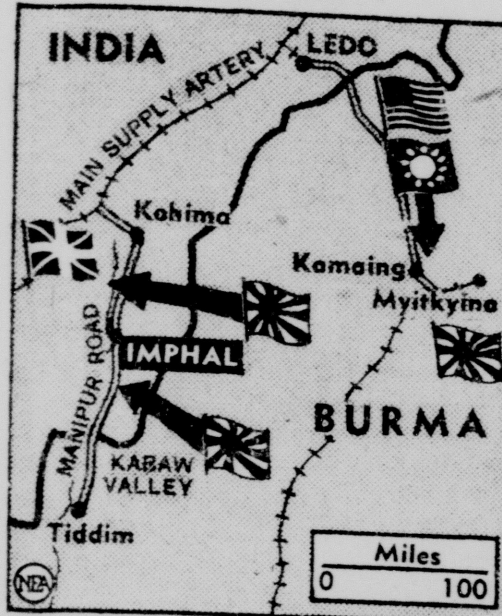 INDIA
LEDO
MAIN SUPPLY ARTERY
Kohima
Kamaing
Myitkyina
IMPHAL
MANIPUR ROAD
BURMA
KABAW
VALLEY
Tiddim
Miles
0 100
NEA